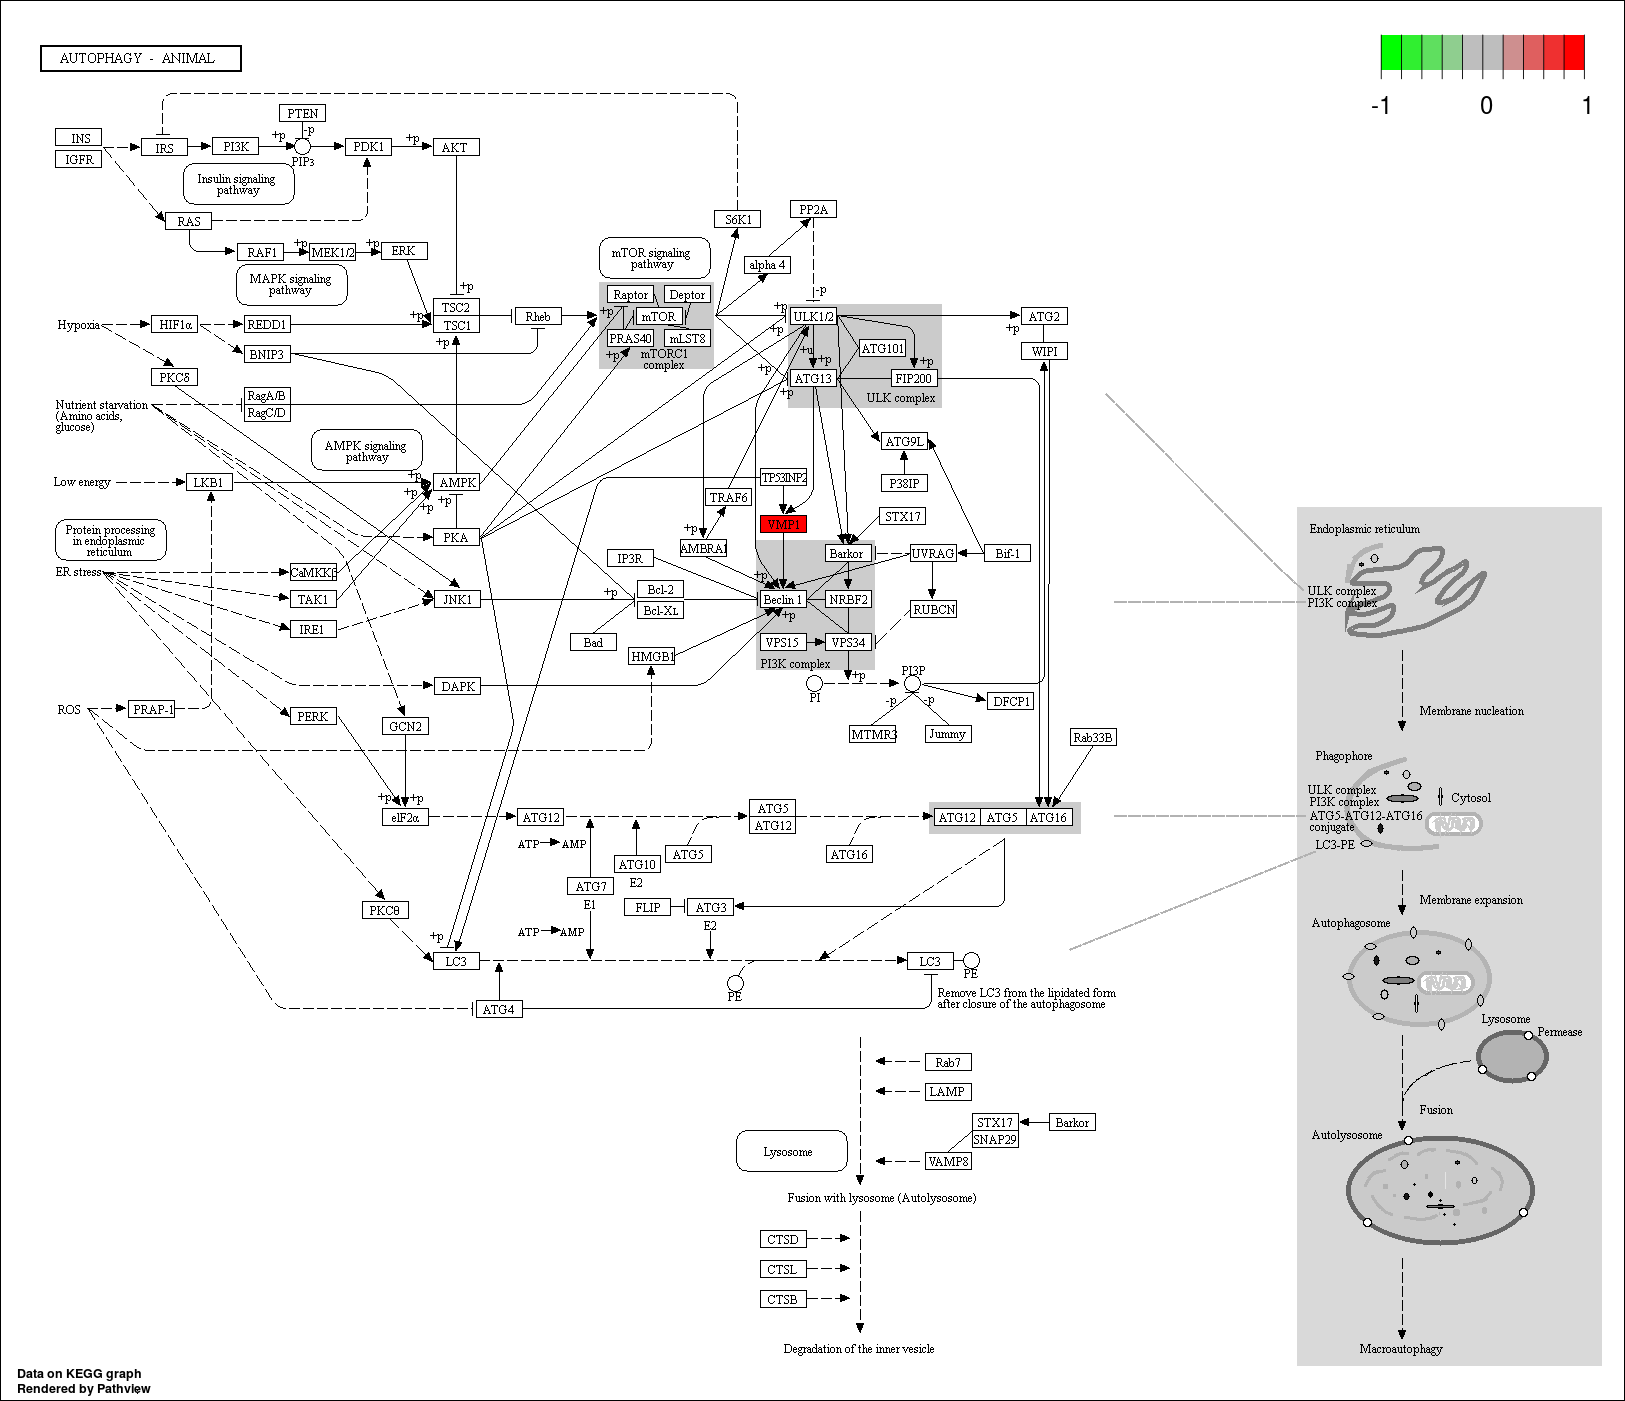 AUTOPHAGY - ANIMAL
-1 0 1
PTEN
-p
INS
IGFR
IRS
PI3K
+p
PIP3
PDK1
+p
AKT
Insulin signaling
pathway
RAS
RAF1
+p
MEK1/2
+p
ERK
MAPK signaling
pathway
S6K1
PP2A
alpha 4
-p
mTOR signaling
pathway
Raptor
Deptor
+p
mTOR
PRAS40
mLST8
+p
mTORC1
complex
+p
TSC2
+p
TSC1
+p
Rheb
Hypoxia
HIF1α
REDD1
BNIP3
PKCδ
+p
ULK1/2
+p
+u
+p
ATG101
+p
+p
ATG13
+p
FIP200
ULK complex
ATG2
+p
WIPI
Nutrient starvation
(Amino acids,
glucose)
RagA/B
RagC/D
AMPK signaling
pathway
ATG9L
P38IP
Low energy
LKB1
+p
+p
AMPK
+p
TP53INP2
TRAF6
VMP1
STX17
Protein processing
in endoplasmic
reticulum
PKA
+p
AMBRA1
IP3R
Barkor
UVRAG
Bif-1
ER stress
CaMKKβ
TAK1
IRE1
JNK1
+p
Bcl-2
Bcl-XL
Bad
+p
Beclin 1
+p
NRBF2
RUBCN
HMGB1
VPS15
VPS34
PI3K complex
+p
DAPK
PI
PI3P
DFCP1
-p
-p
MTMR3
Jummy
ROS
PRAP-1
PERK
GCN2
Rab33B
+p
+p
eIF2α
ATG12
ATG5
ATG12
ATG12
ATG5
ATG16
ATP
AMP
ATG10
E2
ATG5
ATG16
ATG7
E1
PKCθ
FLIP
ATG3
E2
ATP
AMP
+p
LC3
LC3
PE
PE
ATG4
Remove LC3 from the lipidated form
after closure of the autophagosome
Rab7
LAMP
STX17
SNAP29
Barkor
VAMP8
Lysosome
Fusion with lysosome (Autolysosome)
CTSD
CTSL
CTSB
Degradation of the inner vesicle
Endoplasmic reticulum
ULK complex
PI3K complex
Membrane nucleation
Phagophore
ULK complex
PI3K complex
Cytosol
ATG5-ATG12-ATG16
conjugate
LC3-PE
Membrane expansion
Autophagosome
Lysosome
Permease
Fusion
Autolysosome
Macroautophagy
Data on KEGG graph
Rendered by Pathview